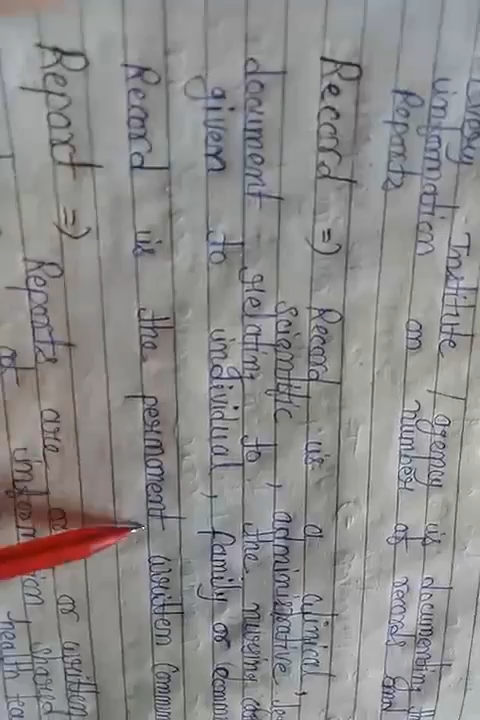 Every Institute / agency is documenting
information on number of records and
Reports
Record => Record is a clinical,
scientific, administrative,
document relating to the nursing
given to individual, family or
Record is the permanent written
Report => Reports are or written
of information, shared
health